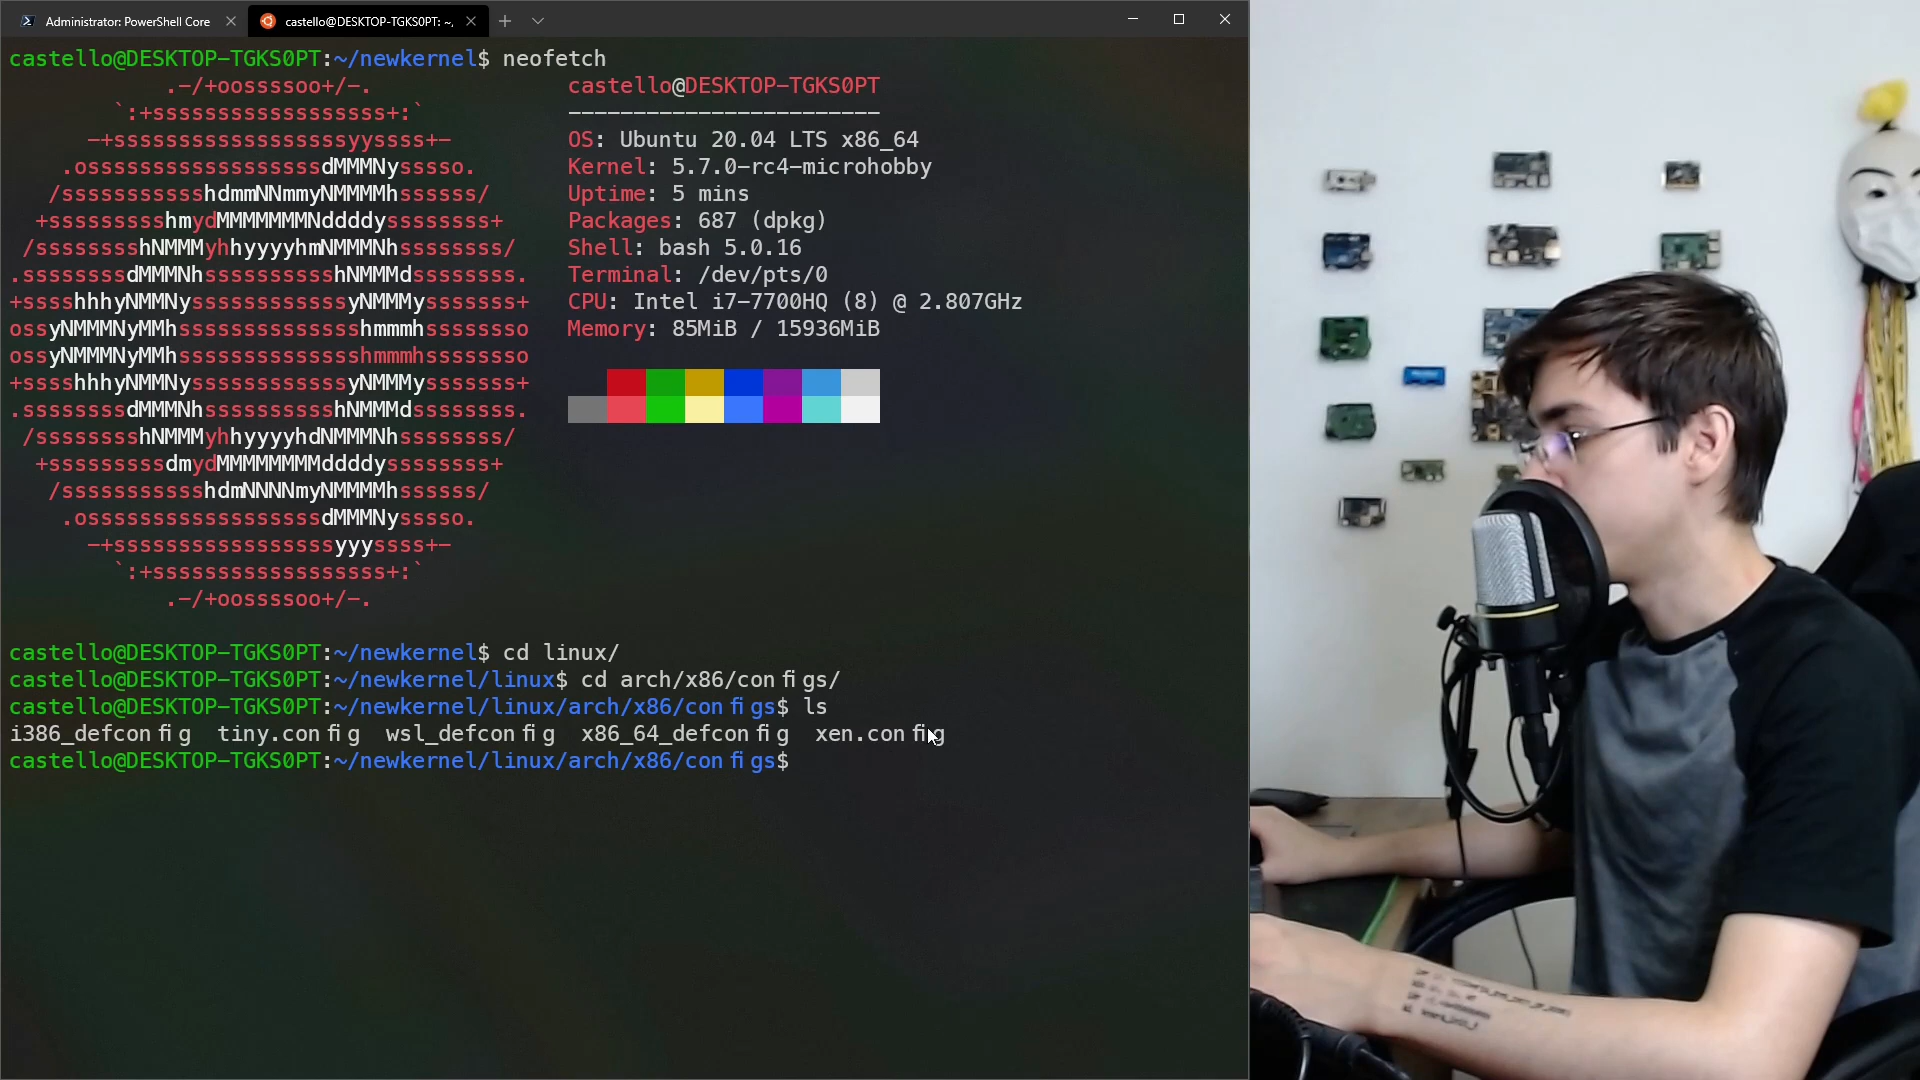 Administrator: PowerShell Core
castello@DESKTOP-TGKS0PT: ~,
castello@DESKTOP-TGKS0PT:~/newkernel$ neofetch
.-/+oossssoo+/-.
`:+ssssssssssssssssss+:`
-+ssssssssssssssssssyyssss+-
.ossssssssssssssssssdMMMNysssso.
/ssssssssssshdmmNNmmyNMMMMhssssss/
+ssssssssshmydMMMMMMMNddddyssssssss+
/sssssssshNMMMyhhyyyyhmNMMMNhssssssss/
.ssssssssdMMMNhsssssssssshNMMMdssssssss.
+sssshhhyNMMNyssssssssssssyNMMMysssssss+
ossyNMMMNyMMhsssssssssssssshmmmhssssssso
ossyNMMMNyMMhsssssssssssssshmmmhssssssso
+sssshhhyNMMNyssssssssssssyNMMMysssssss+
.ssssssssdMMMNhsssssssssshNMMMdssssssss.
/sssssssshNMMMyhhyyyyhdNMMMNhssssssss/
+sssssssssdmydMMMMMMMMddddyssssssss+
/ssssssssssshdmNNNNmyNMMMMhssssss/
.ossssssssssssssssssdMMMNysssso.
-+sssssssssssssssssyyyssss+-
`:+ssssssssssssssssss+:`
.-/+oossssoo+/-.
castello@DESKTOP-TGKS0PT
------------------------
OS: Ubuntu 20.04 LTS x86_64
Kernel: 5.7.0-rc4-microhobby
Uptime: 5 mins
Packages: 687 (dpkg)
Shell: bash 5.0.16
Terminal: /dev/pts/0
CPU: Intel i7-7700HQ (8) @ 2.807GHz
Memory: 85MiB / 15936MiB
castello@DESKTOP-TGKS0PT:~/newkernel$ cd linux/
castello@DESKTOP-TGKS0PT:~/newkernel/linux$ cd arch/x86/configs/
castello@DESKTOP-TGKS0PT:~/newkernel/linux/arch/x86/configs$ ls
i386_defconfig tiny.config wsl_defconfig x86_64_defconfig xen.config
castello@DESKTOP-TGKS0PT:~/newkernel/linux/arch/x86/configs$